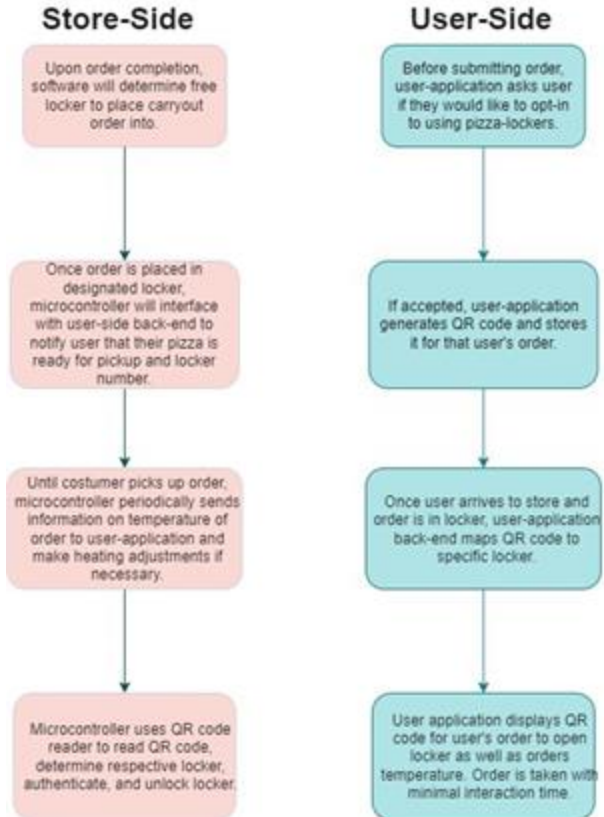 Store-Side
Upon order completion,
software will determine free
locker to place carryout
order into.
Once order is placed in
designated locker,
microcontroller will interface
with user-side back-end to
notify user that their pizza is
ready for pickup and locker
number.
Until costumer picks up order,
microcontroller periodically sends
information on temperature of
order to user-application and
make heating adjustments if
necessary.
Microcontroller uses QR code
reader to read QR code,
determine respective locker,
authenticate, and unlock locker.
User-Side
Before submitting order,
user-application asks user
if they would like to opt-in
to using pizza-lockers.
If accepted, user-application
generates QR code and stores
it for that user's order.
Once user arrives to store and
order is in locker, user-application
back-end maps QR code to
specific locker.
User application displays QR
code for user's order to open
locker as well as orders
temperature. Order is taken with
minimal interaction time.